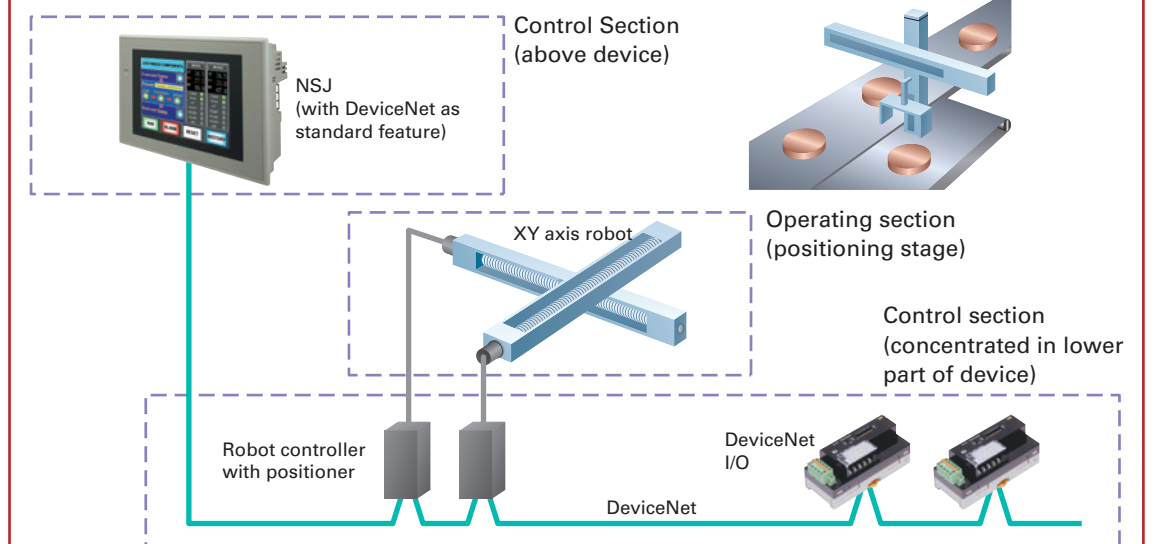 Control Section
(above device)
NSJ
(with DeviceNet as
standard feature)
XY axis robot
Operating section
(positioning stage)
Control section
(concentrated in lower
part of device)
Robot controller
with positioner
DeviceNet
I/O
DeviceNet